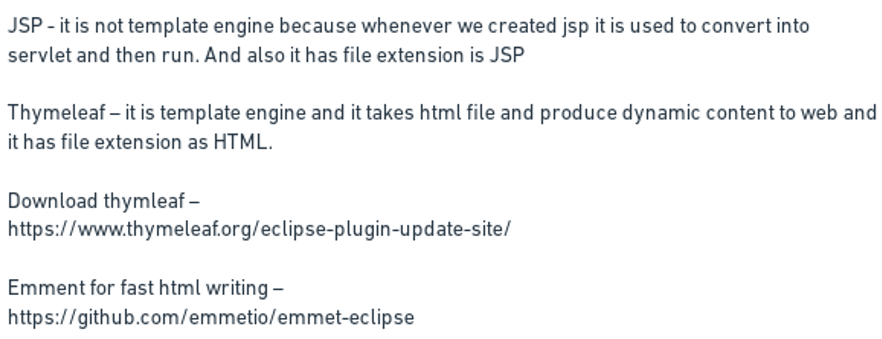 JSP - it is not template engine because whenever we created jsp it is used to convert into
servlet and then run. And also it has file extension is JSP
Thymeleaf – it is template engine and it takes html file and produce dynamic content to web and
it has file extension as HTML.
Download thymleaf –
https://www.thymeleaf.org/eclipse-plugin-update-site/
Emment for fast html writing –
https://github.com/emmetio/emmet-eclipse